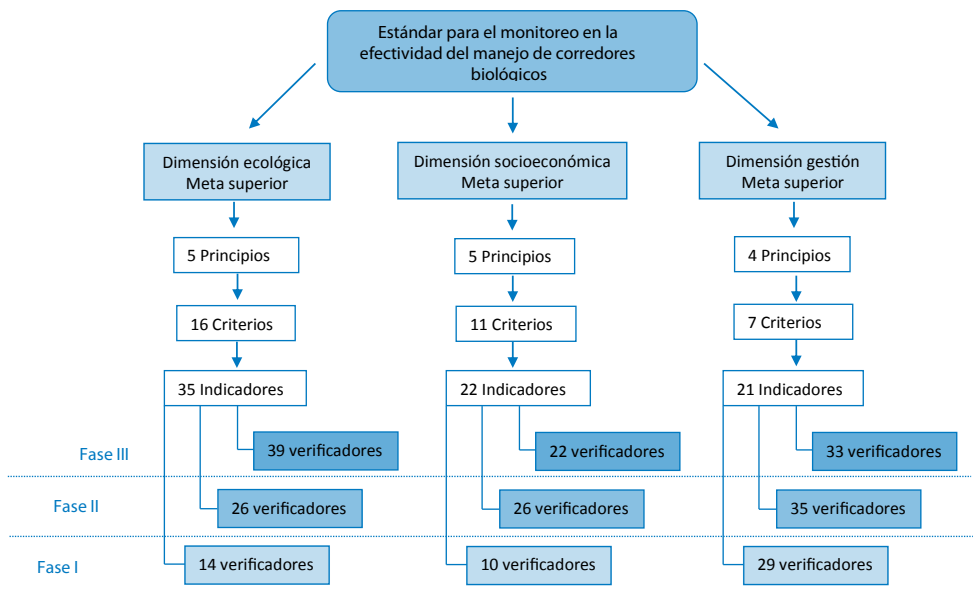 Estándar para el monitoreo en la
efectividad del manejo de corredores
biológicos
Dimensión ecológica
Meta superior
Dimensión socioeconómica
Meta superior
Dimensión gestión
Meta superior
5 Principios
5 Principios
4 Principios
16 Criterios
11 Criterios
7 Criterios
35 Indicadores
22 Indicadores
21 Indicadores
Fase III
39 verificadores
22 verificadores
33 verificadores
Fase II
26 verificadores
26 verificadores
35 verificadores
Fase I
14 verificadores
10 verificadores
29 verificadores